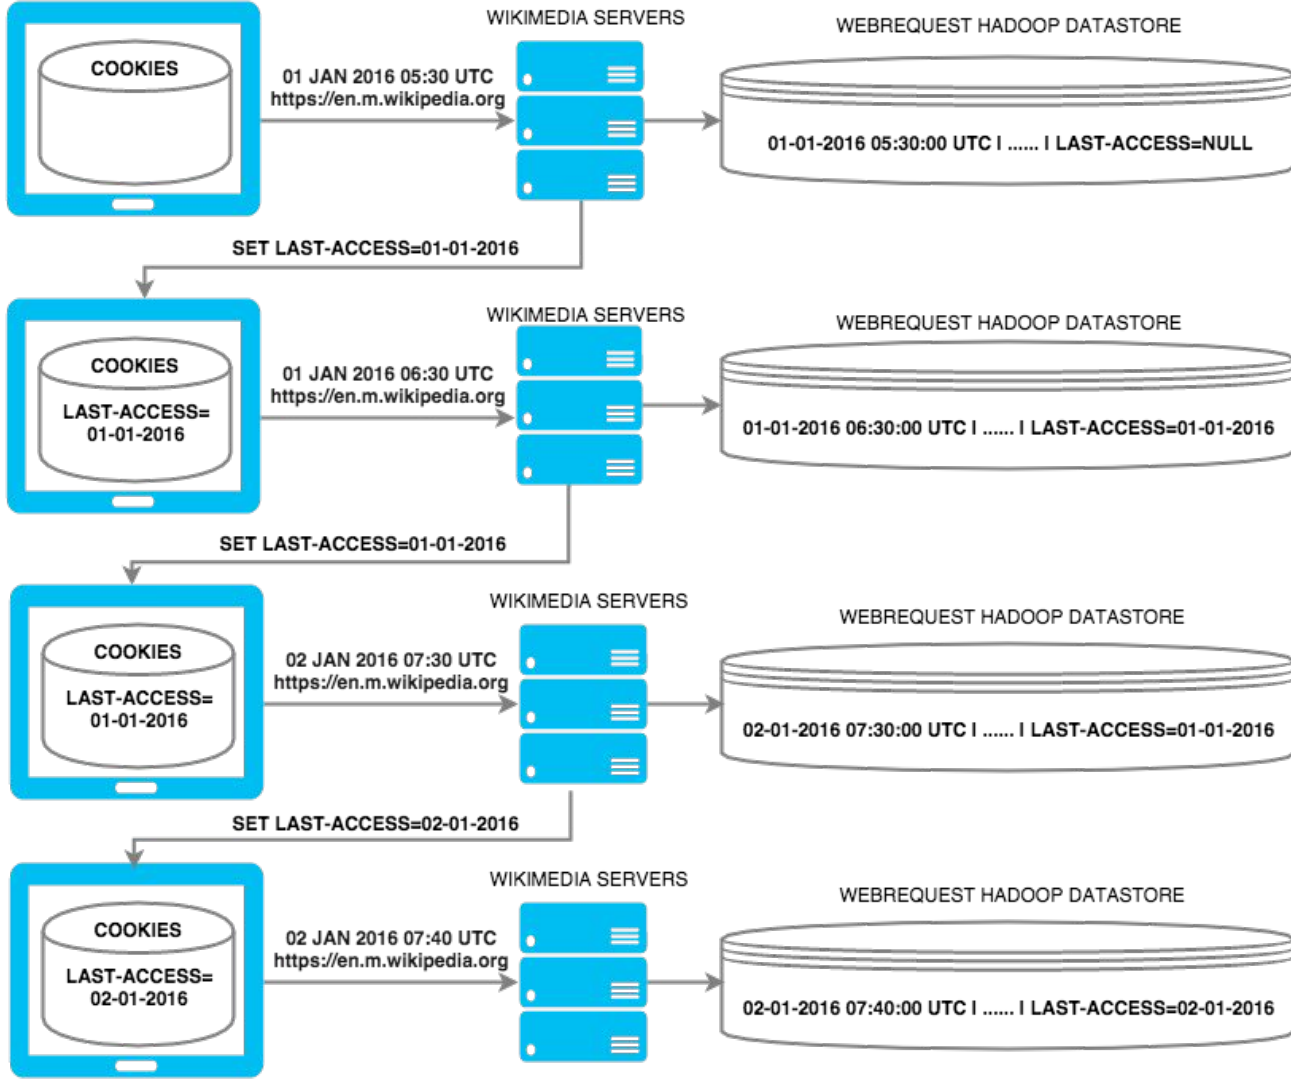 WIKIMEDIA SERVERS
WEBREQUEST HADOOP DATASTORE
COOKIES
01 JAN 2016 05:30 UTC
https://en.m.wikipedia.org
01-01-2016 05:30:00 UTC | ...... | LAST-ACCESS=NULL
SET LAST-ACCESS=01-01-2016
WIKIMEDIA SERVERS
WEBREQUEST HADOOP DATASTORE
COOKIES
LAST-ACCESS=
01-01-2016
01 JAN 2016 06:30 UTC
https://en.m.wikipedia.org
01-01-2016 06:30:00 UTC | ...... | LAST-ACCESS=01-01-2016
SET LAST-ACCESS=01-01-2016
WIKIMEDIA SERVERS
WEBREQUEST HADOOP DATASTORE
COOKIES
LAST-ACCESS=
01-01-2016
02 JAN 2016 07:30 UTC
https://en.m.wikipedia.org
02-01-2016 07:30:00 UTC | ...... | LAST-ACCESS=01-01-2016
SET LAST-ACCESS=02-01-2016
WIKIMEDIA SERVERS
WEBREQUEST HADOOP DATASTORE
COOKIES
LAST-ACCESS=
02-01-2016
02 JAN 2016 07:40 UTC
https://en.m.wikipedia.org
02-01-2016 07:40:00 UTC | ...... | LAST-ACCESS=02-01-2016